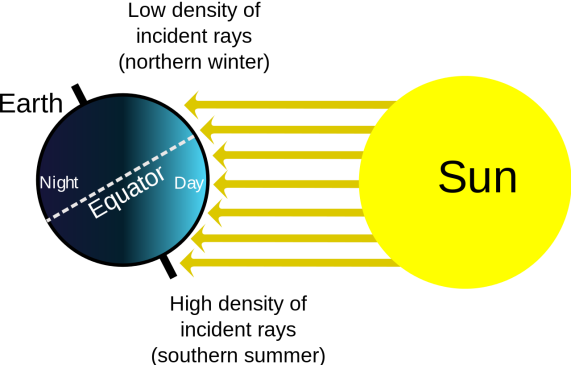 Low density of
incident rays
(northern winter)
Earth
Night
Equator
Day
Sun
High density of
incident rays
(southern summer)